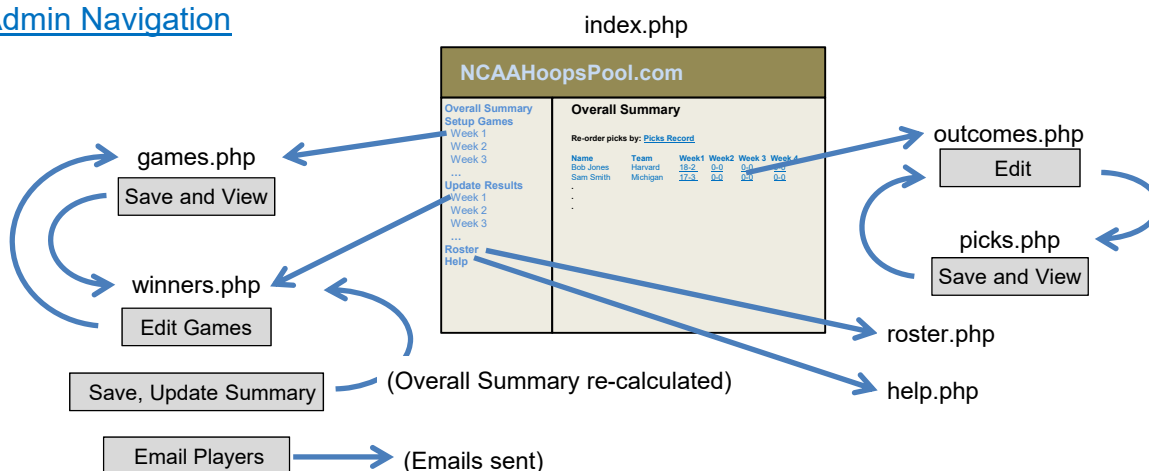 Admin Navigation
index.php
NCAAHoopsPool.com
Overall Summary
Setup Games
Week 1
Week 2
Week 3
…
Update Results
Week 1
Week 2
Week 3
…
Roster
Help
Overall Summary
Re-order picks by: Picks Record
Name Team Week1 Week2 Week 3 Week 4
Bob Jones Harvard 18-2 0-0 0-0 0-0
Sam Smith Michigan 17-3 0-0 0-0 0-0
.
.
.
games.php
Save and View
winners.php
Edit Games
Save, Update Summary
(Overall Summary re-calculated)
Email Players
(Emails sent)
outcomes.php
Edit
picks.php
Save and View
roster.php
help.php